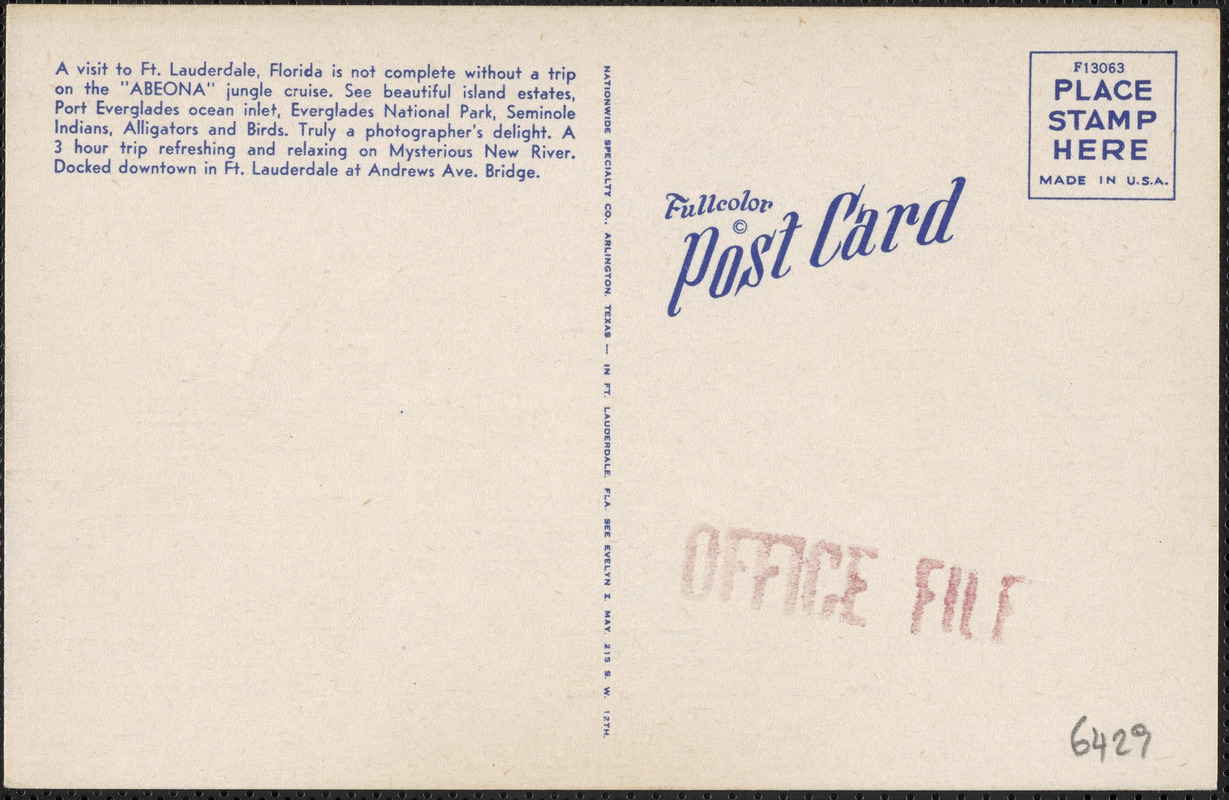 A visit to Ft. Lauderdale, Florida is not complete without a trip
on the "ABEONA" jungle cruise. See beautiful island estates,
Port Everglades ocean inlet, Everglades National Park, Seminole
Indians, Alligators and Birds. Truly a photographer's delight. A
3 hour trip refreshing and relaxing on Mysterious New River.
Docked downtown in Ft. Lauderdale at Andrews Ave. Bridge.
NATIONWIDE SPECIALTY CO., ARLINGTON, TEXAS — IN FT. LAUDERDALE, FLA. SEE EVELYN Z. MAY, 215 S. W. 12TH.
F13063
PLACE
STAMP
HERE
MADE IN U.S.A.
Fullcolor
©
Post Card
OFFICE FILE
6429